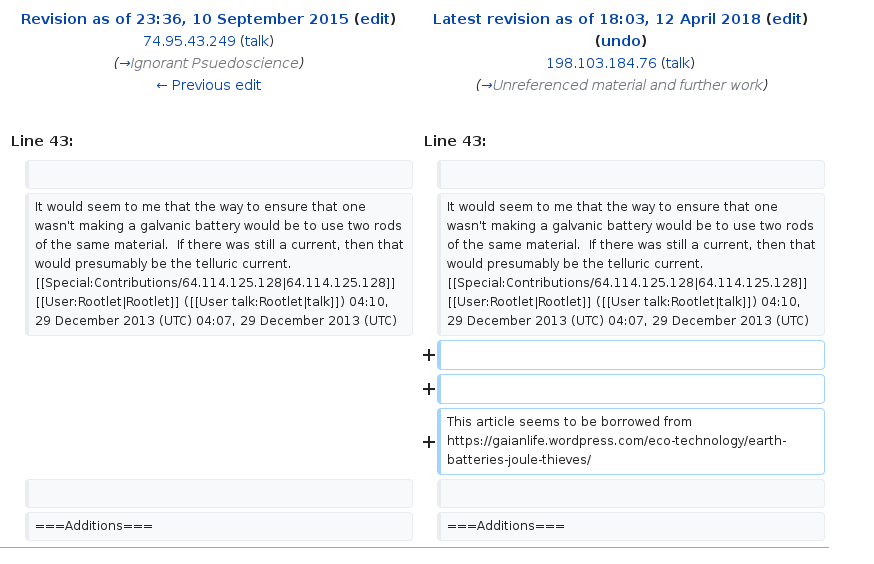 Revision as of 23:36, 10 September 2015 (edit)
74.95.43.249 (talk)
(→Ignorant Psuedoscience)
← Previous edit
Latest revision as of 18:03, 12 April 2018 (edit)
(undo)
198.103.184.76 (talk)
(→Unreferenced material and further work)
Line 43:
Line 43:
It would seem to me that the way to ensure that one
wasn't making a galvanic battery would be to use two rods
of the same material.  If there was still a current, then that
would presumably be the telluric current.
[[Special:Contributions/64.114.125.128|64.114.125.128]]
[[User:Rootlet|Rootlet]] ([[User talk:Rootlet|talk]]) 04:10,
29 December 2013 (UTC) 04:07, 29 December 2013 (UTC)
It would seem to me that the way to ensure that one
wasn't making a galvanic battery would be to use two rods
of the same material.  If there was still a current, then that
would presumably be the telluric current.
[[Special:Contributions/64.114.125.128|64.114.125.128]]
[[User:Rootlet|Rootlet]] ([[User talk:Rootlet|talk]]) 04:10,
29 December 2013 (UTC) 04:07, 29 December 2013 (UTC)
+
+
+
This article seems to be borrowed from
https://gaianlife.wordpress.com/eco-technology/earth-
batteries-joule-thieves/
===Additions===
===Additions===